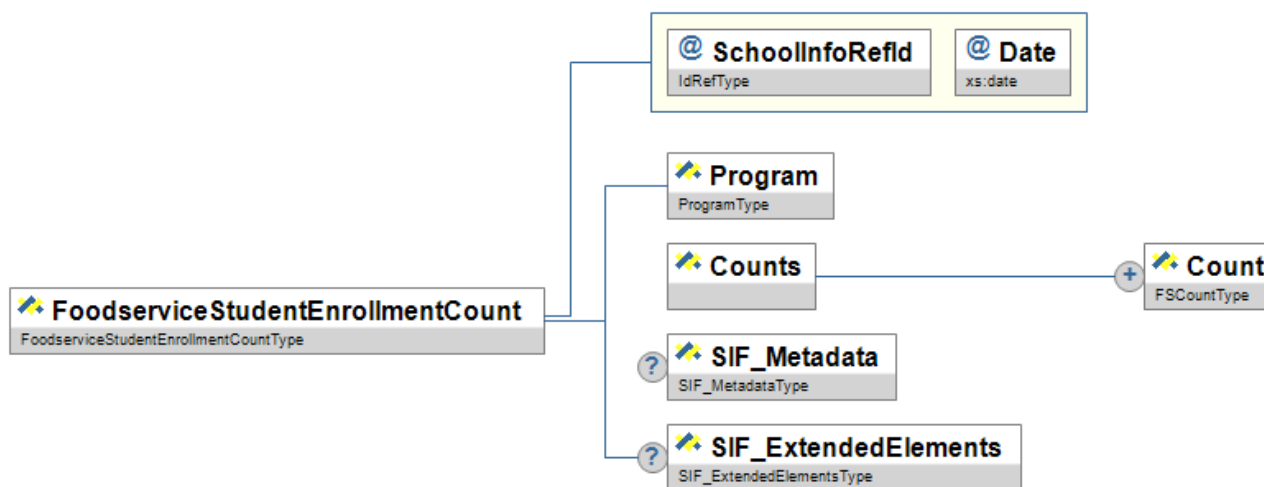 @ SchoolInfoRefId
IdRefType
@ Date
xs:date
Program
ProgramType
Counts
+
Count
FSCountType
FoodserviceStudentEnrollmentCount
FoodserviceStudentEnrollmentCountType
?
SIF_Metadata
SIF_MetadataType
?
SIF_ExtendedElements
SIF_ExtendedElementsType